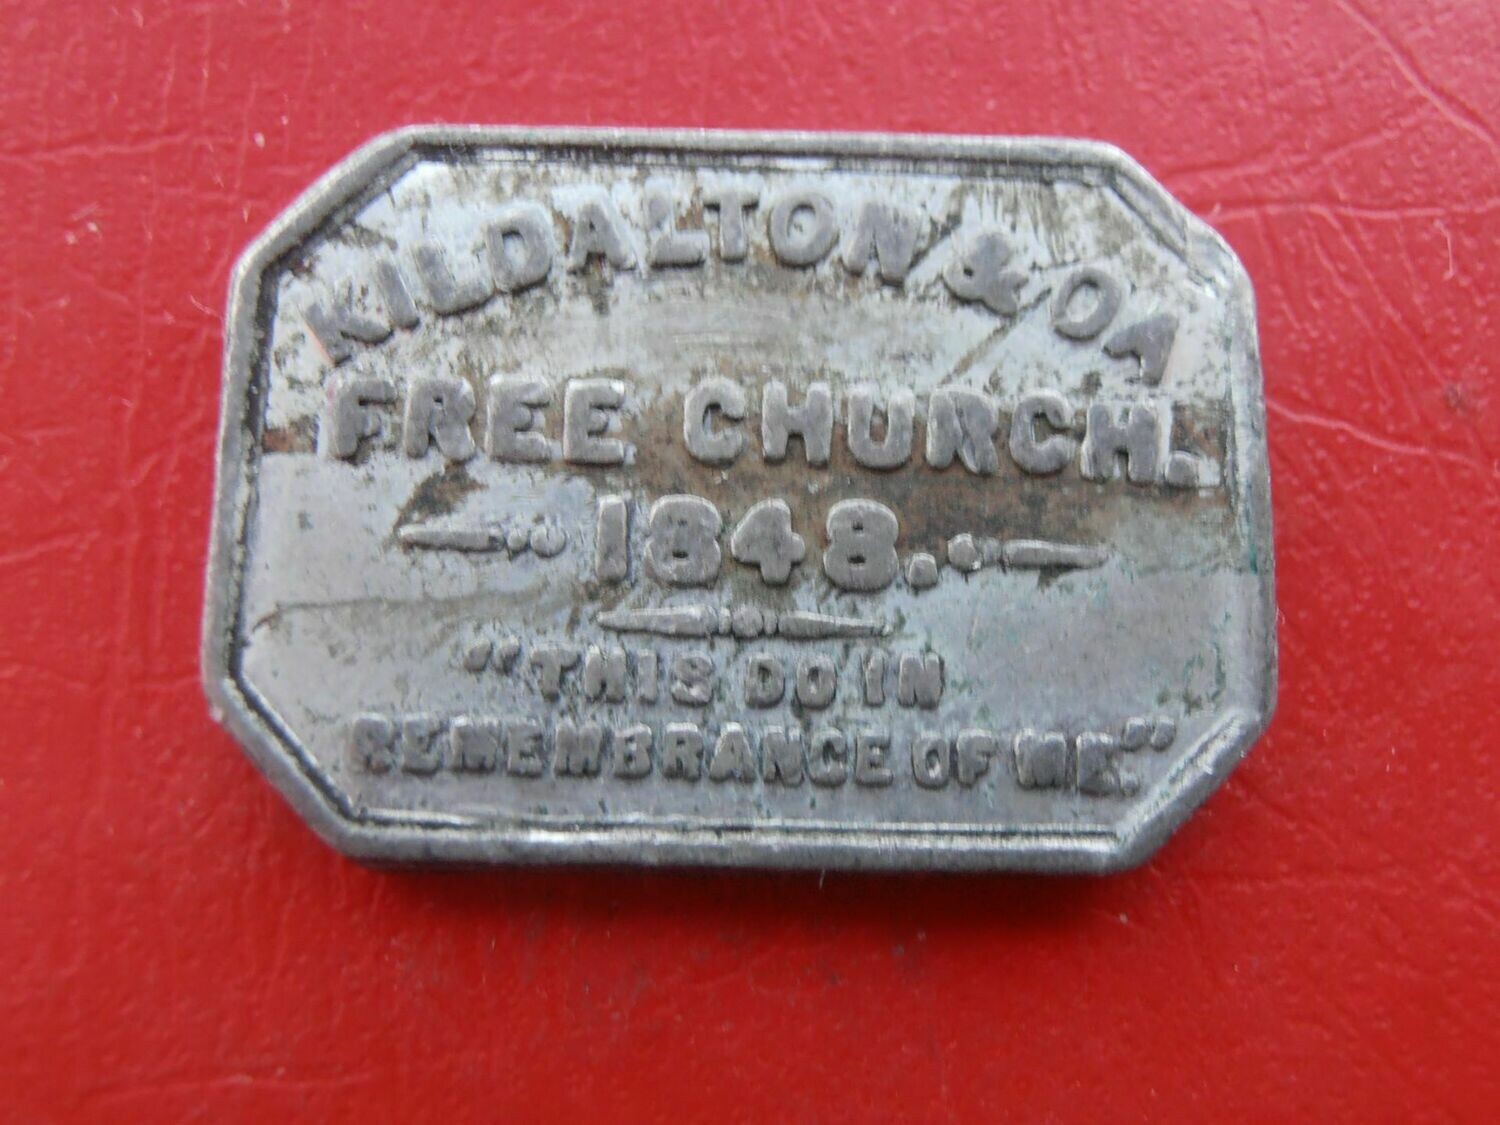 KILDALTON & OA
FREE CHURCH.
1848.
"THIS DO IN
REMEMBRANCE OF ME."